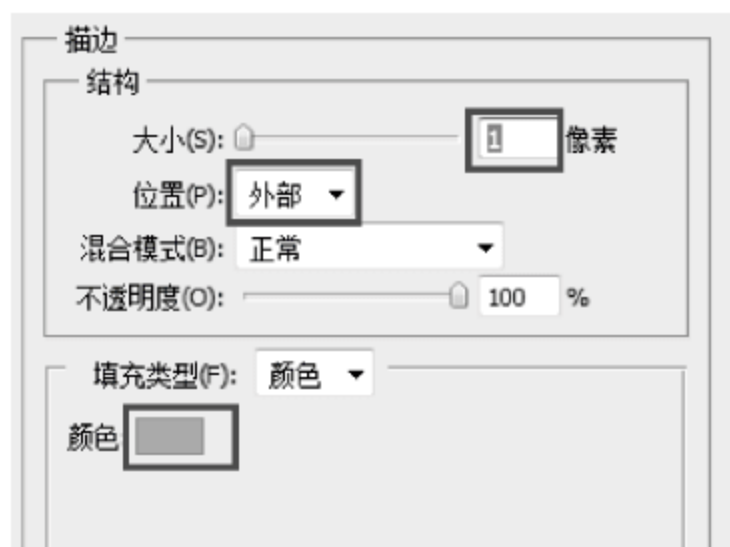 描边
结构
大小(S): 1 像素
位置(P): 外部
混合模式(B): 正常
不透明度(O): 100 %
填充类型(F): 颜色
颜色